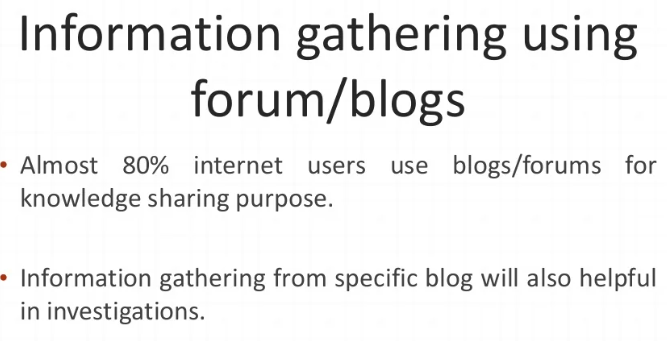 Information gathering using
forum/blogs
• Almost 80% internet users use blogs/forums for
knowledge sharing purpose.
• Information gathering from specific blog will also helpful
in investigations.